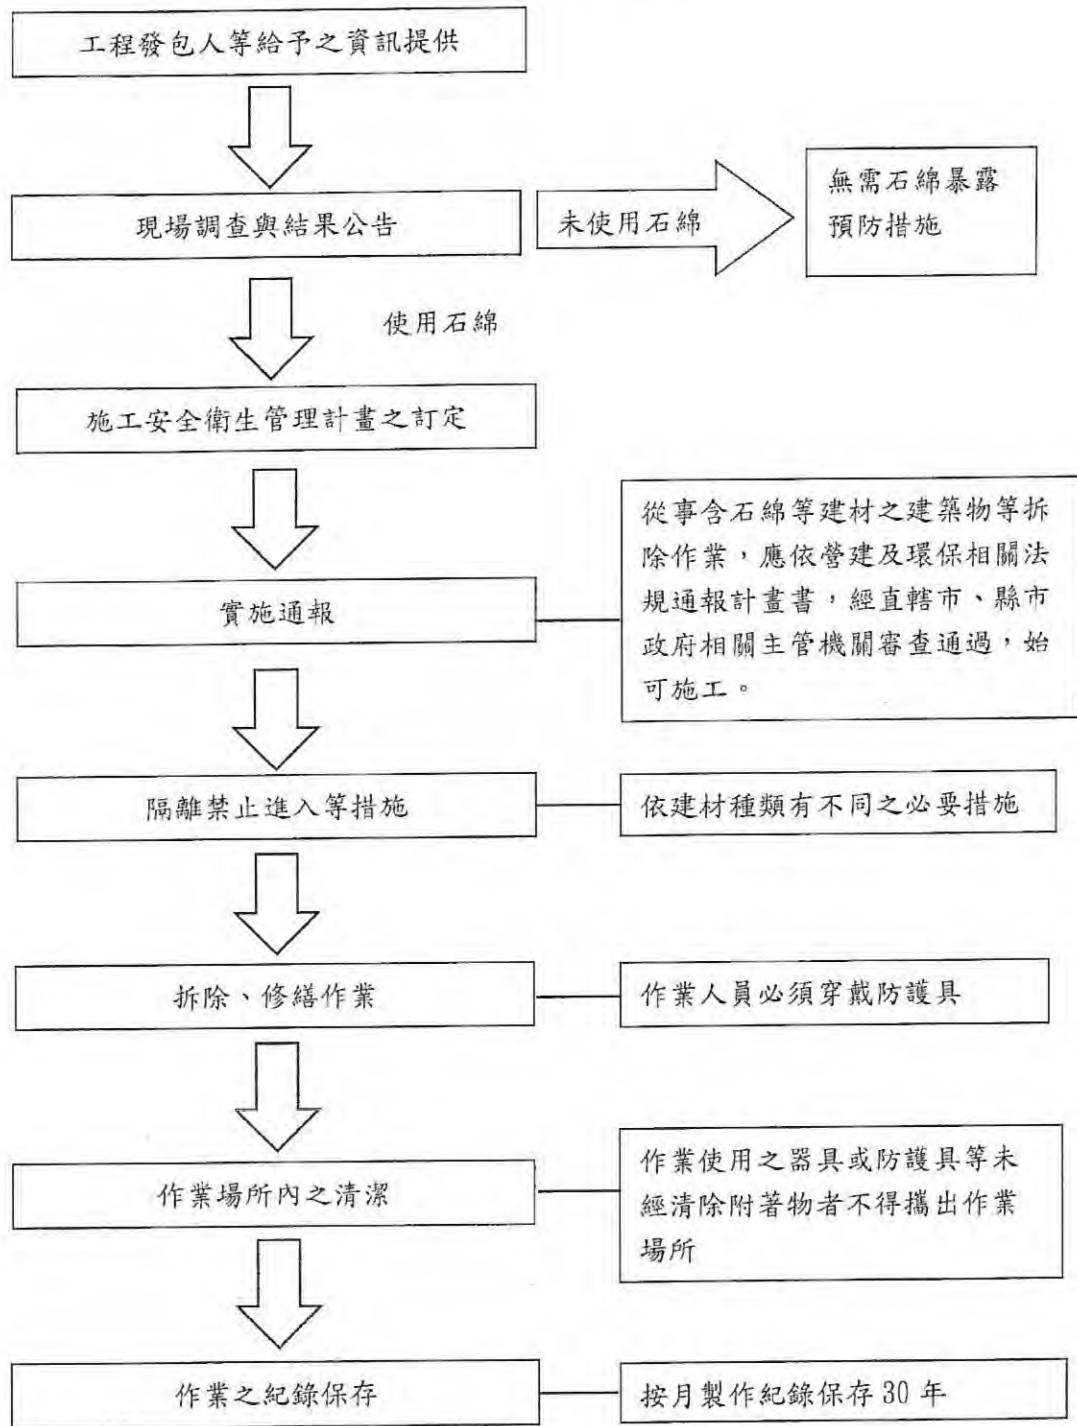 工程發包人等給予之資訊提供
現場調查與結果公告
未使用石綿
無需石綿暴露
預防措施
使用石綿
施工安全衛生管理計畫之訂定
實施通報
從事含石綿等建材之建築物等拆
除作業，應依營建及環保相關法
規通報計畫書，經直轄市、縣市
政府相關主管機關審查通過，始
可施工。
隔離禁止進入等措施
依建材種類有不同之必要措施
拆除、修繕作業
作業人員必須穿戴防護具
作業場所內之清潔
作業使用之器具或防護具等未
經清除附著物者不得攜出作業
場所
作業之紀錄保存
按月製作紀錄保存 30 年